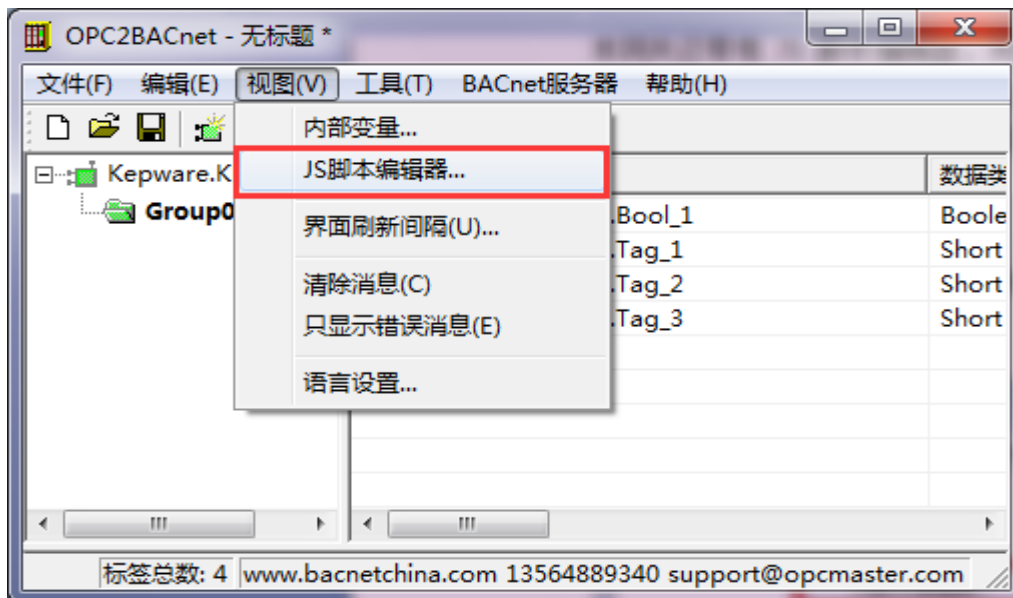 OPC2BACnet - 无标题 *
文件(F) 编辑(E) 视图(V) 工具(T) BACnet服务器 帮助(H)
内部变量...
JS脚本编辑器...
界面刷新间隔(U)...
清除消息(C)
只显示错误消息(E)
语言设置...
Kepware.K
Group0
数据类
.Bool_1 Boole
.Tag_1 Short
.Tag_2 Short
.Tag_3 Short
标签总数: 4 www.bacnetchina.com 13564889340 support@opcmaster.com